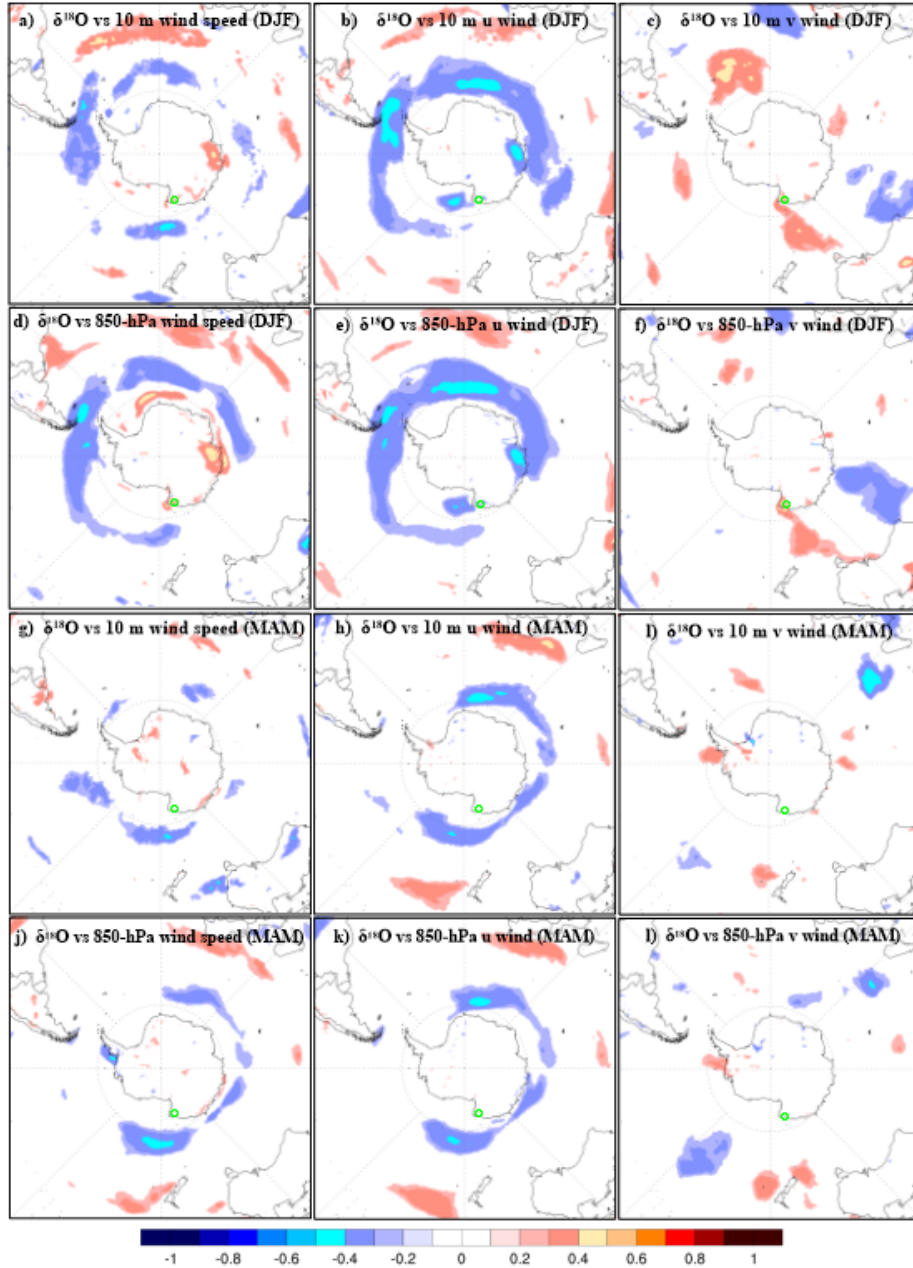 a) δ¹⁸O vs 10 m wind speed (DJF)
b) δ¹⁸O vs 10 m u wind (DJF)
c) δ¹⁸O vs 10 m v wind (DJF)
d) δ¹⁸O vs 850-hPa wind speed (DJF)
e) δ¹⁸O vs 850-hPa u wind (DJF)
f) δ¹⁸O vs 850-hPa v wind (DJF)
g) δ¹⁸O vs 10 m wind speed (MAM)
h) δ¹⁸O vs 10 m u wind (MAM)
l) δ¹⁸O vs 10 m v wind (MAM)
j) δ¹⁸O vs 850-hPa wind speed (MAM)
k) δ¹⁸O vs 850-hPa u wind (MAM)
l) δ¹⁸O vs 850-hPa v wind (MAM)
-1 -0.8 -0.6 -0.4 -0.2 0 0.2 0.4 0.6 0.8 1